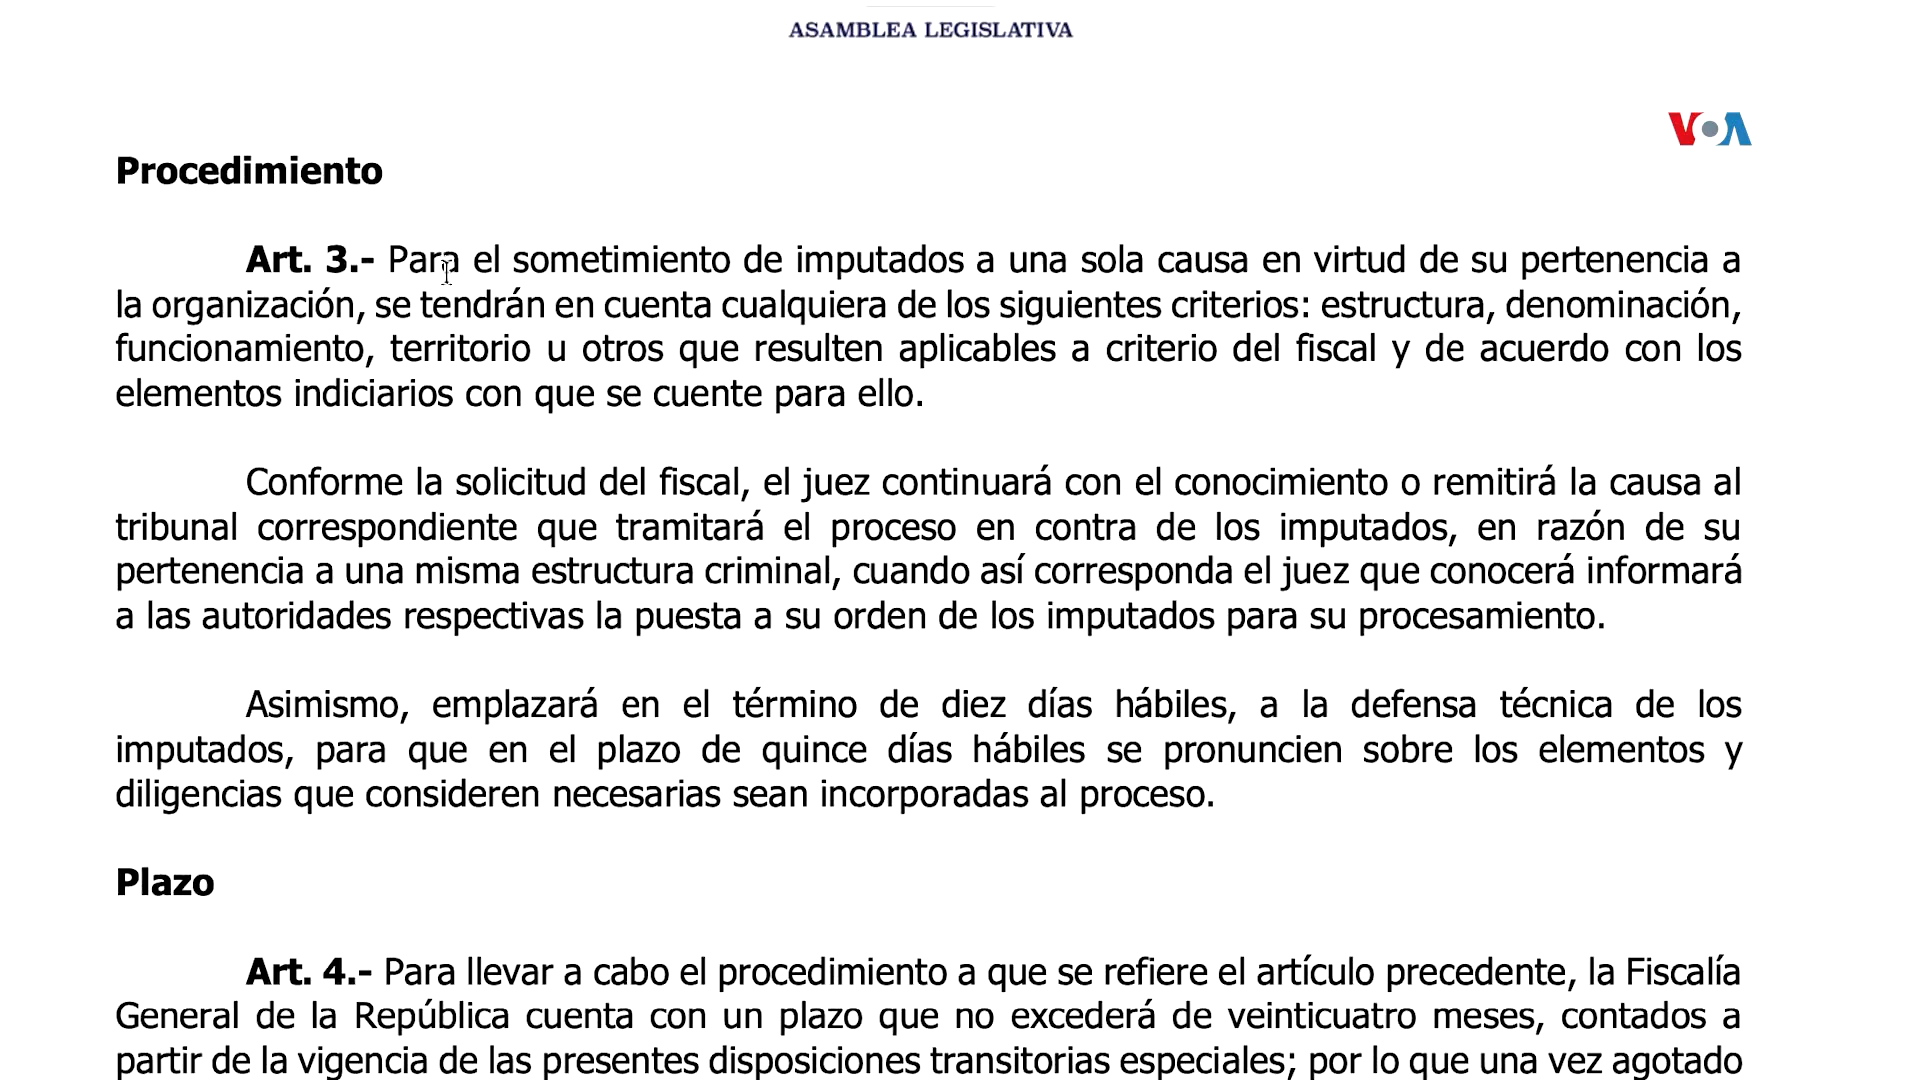 ASAMBLEA LEGISLATIVA
VOA
Procedimiento
Art. 3.- Para el sometimiento de imputados a una sola causa en virtud de su pertenencia a
la organización, se tendrán en cuenta cualquiera de los siguientes criterios: estructura, denominación,
funcionamiento, territorio u otros que resulten aplicables a criterio del fiscal y de acuerdo con los
elementos indiciarios con que se cuente para ello.
Conforme la solicitud del fiscal, el juez continuará con el conocimiento o remitirá la causa al
tribunal correspondiente que tramitará el proceso en contra de los imputados, en razón de su
pertenencia a una misma estructura criminal, cuando así corresponda el juez que conocerá informará
a las autoridades respectivas la puesta a su orden de los imputados para su procesamiento.
Asimismo, emplazará en el término de diez días hábiles, a la defensa técnica de los
imputados, para que en el plazo de quince días hábiles se pronuncien sobre los elementos y
diligencias que consideren necesarias sean incorporadas al proceso.
Plazo
Art. 4.- Para llevar a cabo el procedimiento a que se refiere el artículo precedente, la Fiscalía
General de la República cuenta con un plazo que no excederá de veinticuatro meses, contados a
partir de la vigencia de las presentes disposiciones transitorias especiales; por lo que una vez agotado